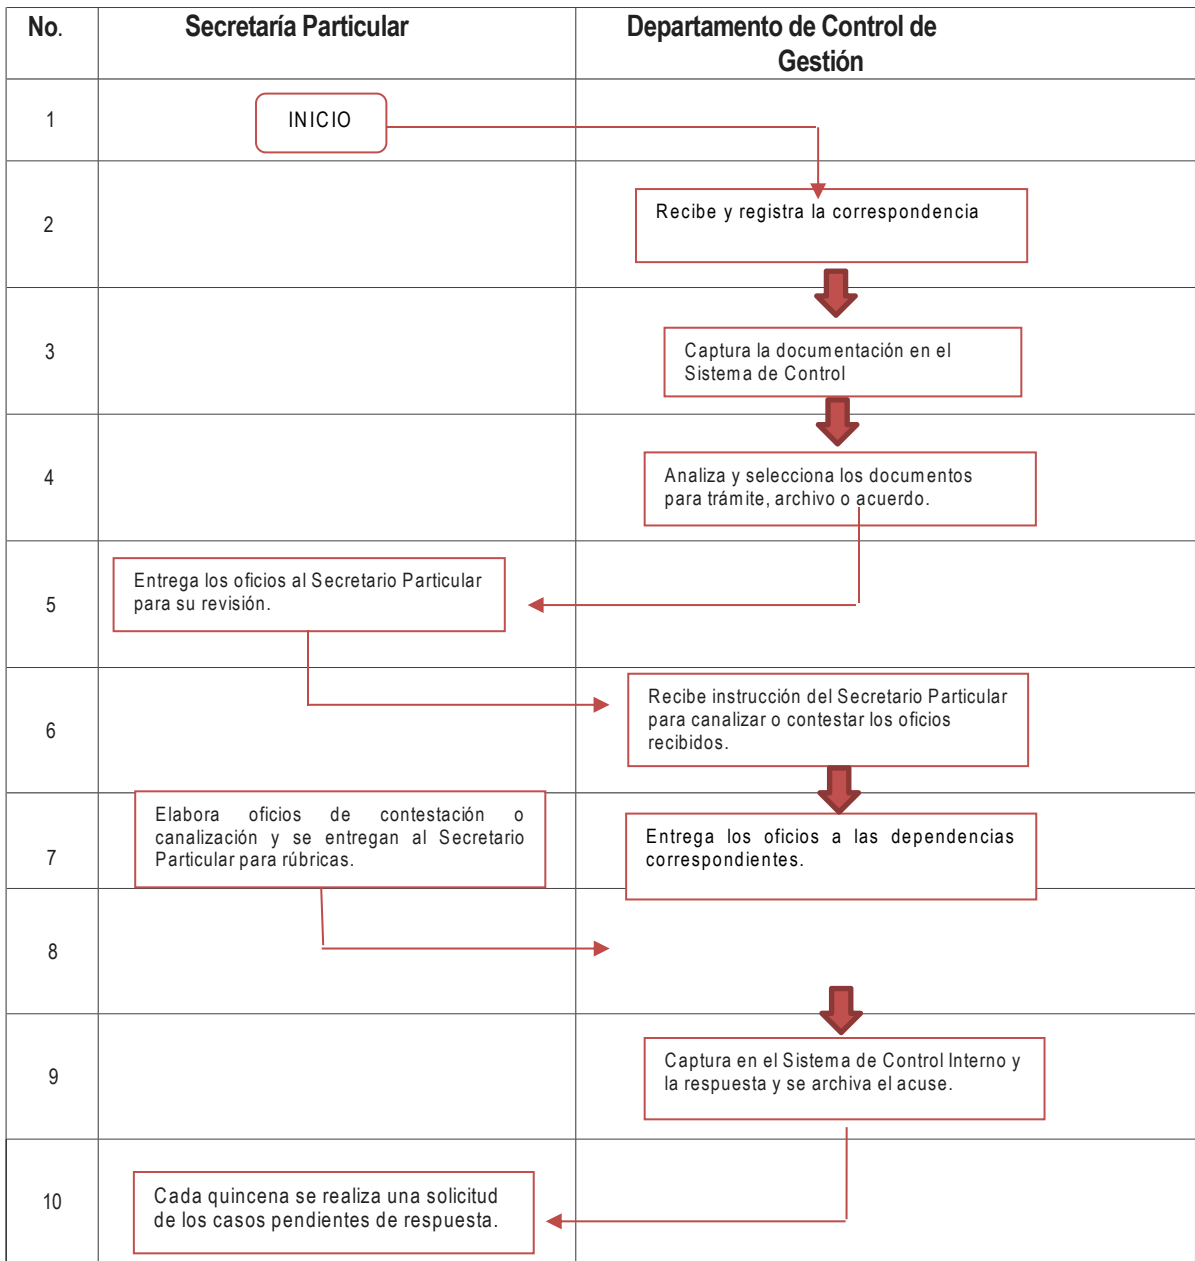 No.
Secretaría Particular
Departamento de Control de
Gestión
1
INICIO
2
Recibe y registra la correspondencia
3
Captura la documentación en el
Sistema de Control
4
Analiza y selecciona los documentos
para trámite, archivo o acuerdo.
5
Entrega los oficios al Secretario Particular
para su revisión.
6
Recibe instrucción del Secretario Particular
para canalizar o contestar los oficios
recibidos.
7
Elabora oficios de contestación o
canalización y se entregan al Secretario
Particular para rúbricas.
Entrega los oficios a las dependencias
correspondientes.
8
9
Captura en el Sistema de Control Interno y
la respuesta y se archiva el acuse.
10
Cada quincena se realiza una solicitud
de los casos pendientes de respuesta.